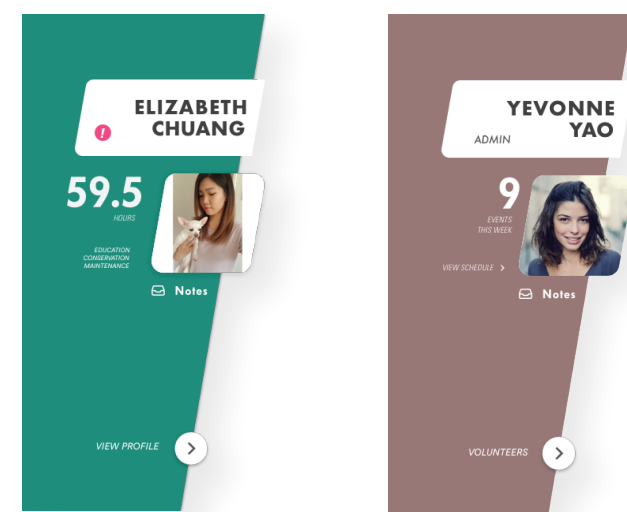 ELIZABETH
CHUANG
!
59.5
HOURS
EDUCATION
CONSERVATION
MAINTENANCE
Notes
VIEW PROFILE
YEVONNE
YAO
ADMIN
9
EVENTS
THIS WEEK
VIEW SCHEDULE
Notes
VOLUNTEERS